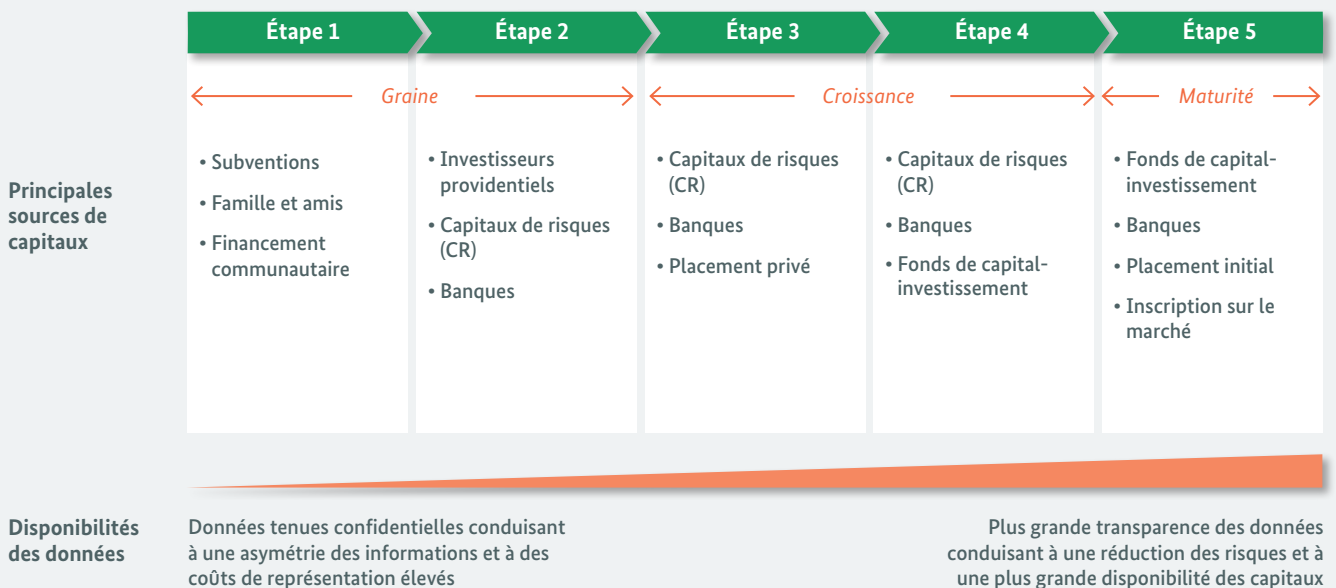 Étape 1
Étape 2
Étape 3
Étape 4
Étape 5
Graine
Croissance
Maturité
Principales
sources de
capitaux
• Subventions
• Famille et amis
• Financement
communautaire
• Investisseurs
providentiels
• Capitaux de risques
(CR)
• Banques
• Capitaux de risques
(CR)
• Banques
• Placement privé
• Capitaux de risques
(CR)
• Banques
• Fonds de capital-
investissement
• Fonds de capital-
investissement
• Banques
• Placement initial
• Inscription sur le
marché
Disponibilités
des données
Données tenues confidentielles conduisant
à une asymétrie des informations et à des
coûts de représentation élevés
Plus grande transparence des données
conduisant à une réduction des risques et à
une plus grande disponibilité des capitaux